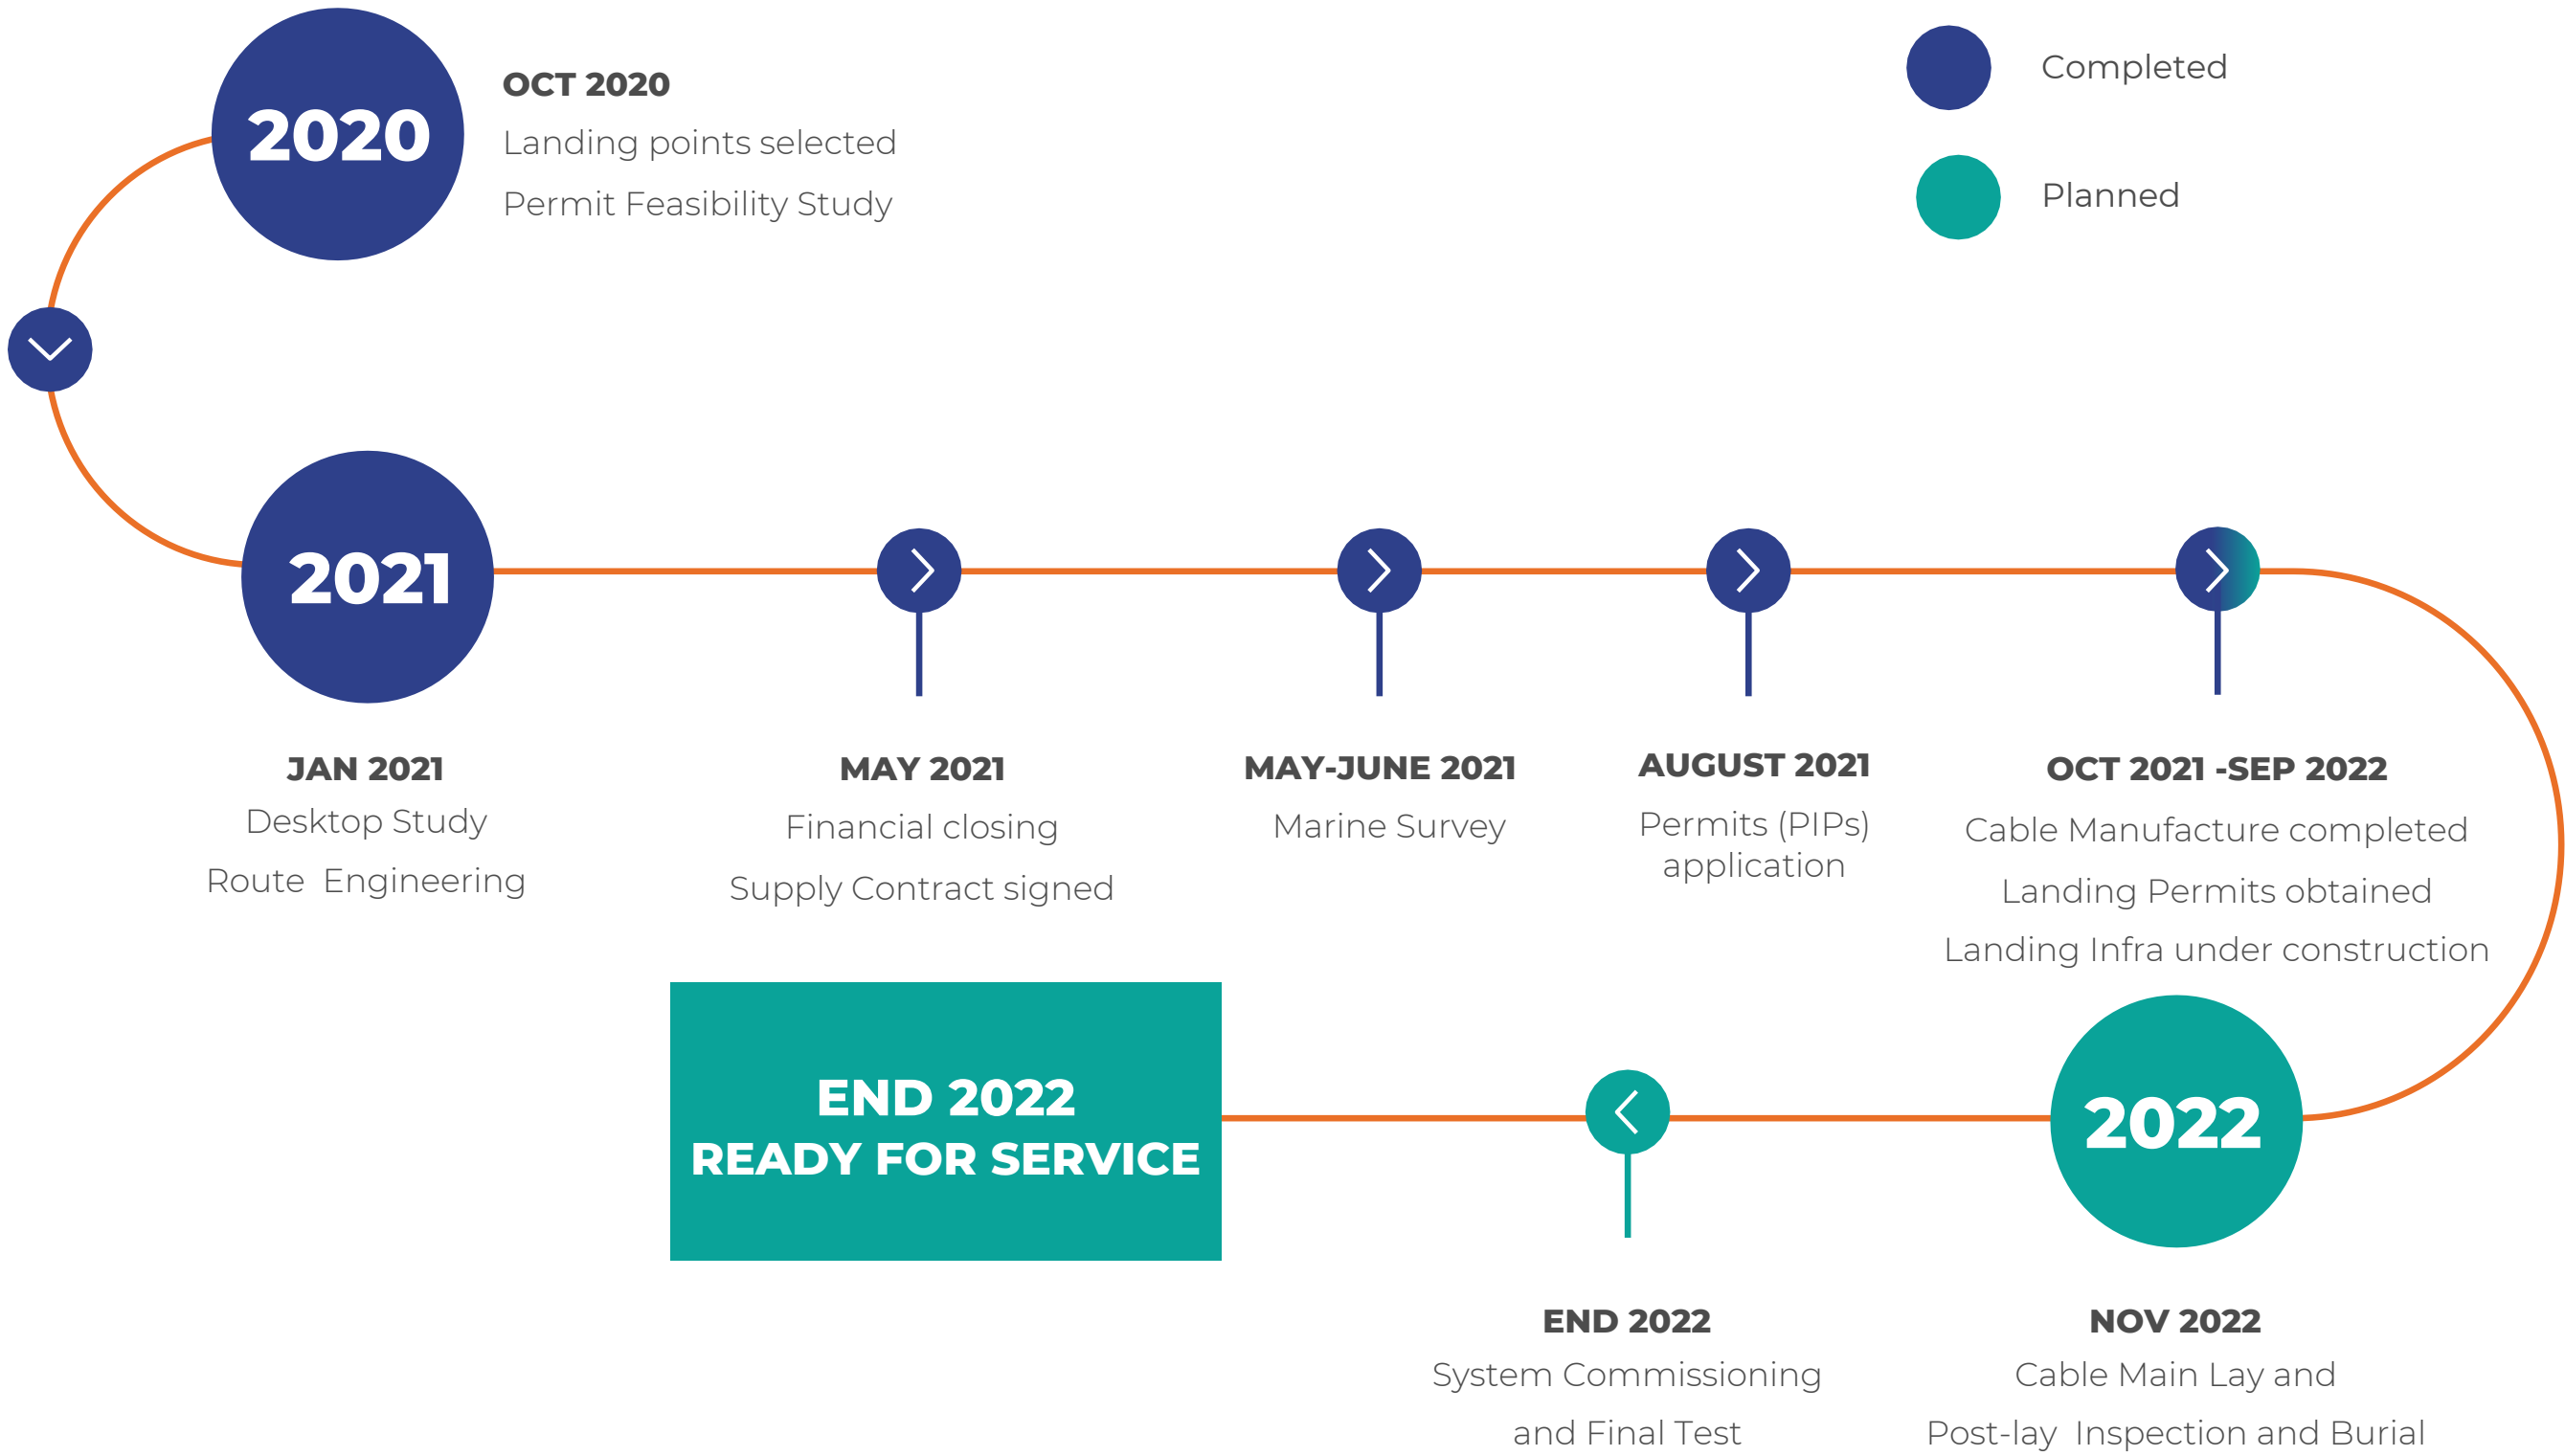 2020
OCT 2020
Landing points selected
Permit Feasibility Study
Completed
Planned
2021
JAN 2021
Desktop Study
Route Engineering
MAY 2021
Financial closing
Supply Contract signed
MAY-JUNE 2021
Marine Survey
AUGUST 2021
Permits (PIPs)
application
OCT 2021 -SEP 2022
Cable Manufacture completed
Landing Permits obtained
Landing Infra under construction
2022
NOV 2022
Cable Main Lay and
Post-lay Inspection and Burial
END 2022
System Commissioning
and Final Test
END 2022
READY FOR SERVICE